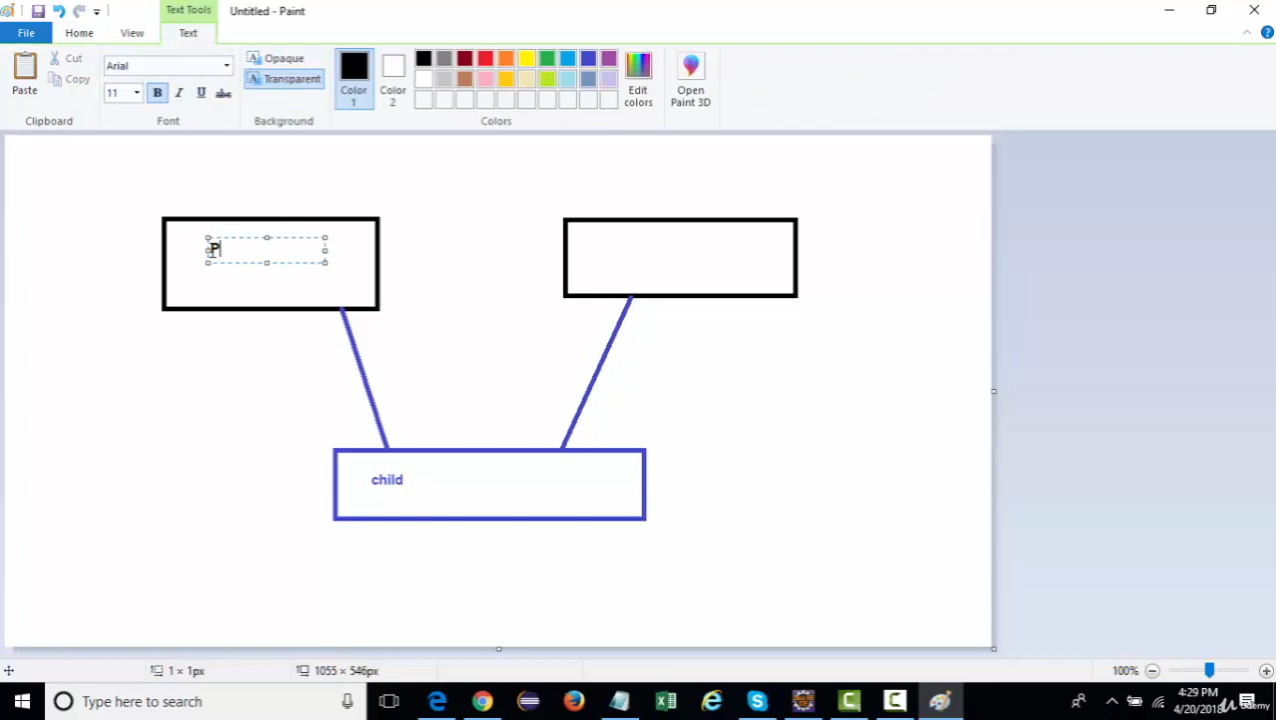 Text Tools
Untitled - Paint
File
Home
View
Text
Paste
Cut
Copy
Clipboard
Arial
11
B
I
U
abc
Font
Opaque
Transparent
Background
Color 1
Color 2
Edit colors
Colors
Open Paint 3D
P
child
1 × 1px
1055 × 546px
100%
Type here to search
4:29 PM
4/20/2018
Udemy